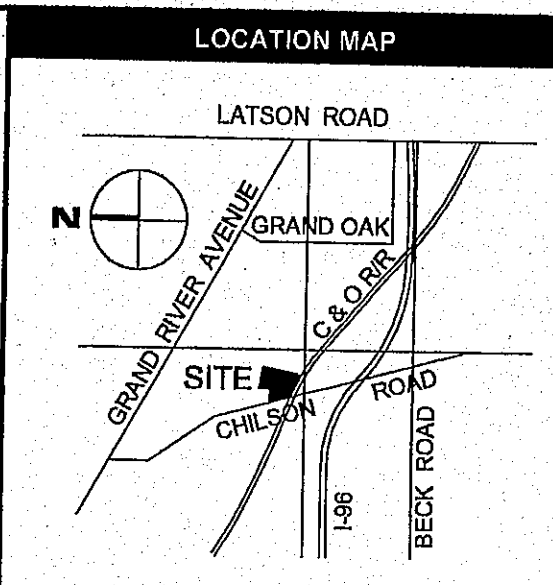 LOCATION MAP
LATSON ROAD
N
GRAND OAK
GRAND RIVER AVENUE
C & O R/R
SITE
CHILSON ROAD
I-96
BECK ROAD